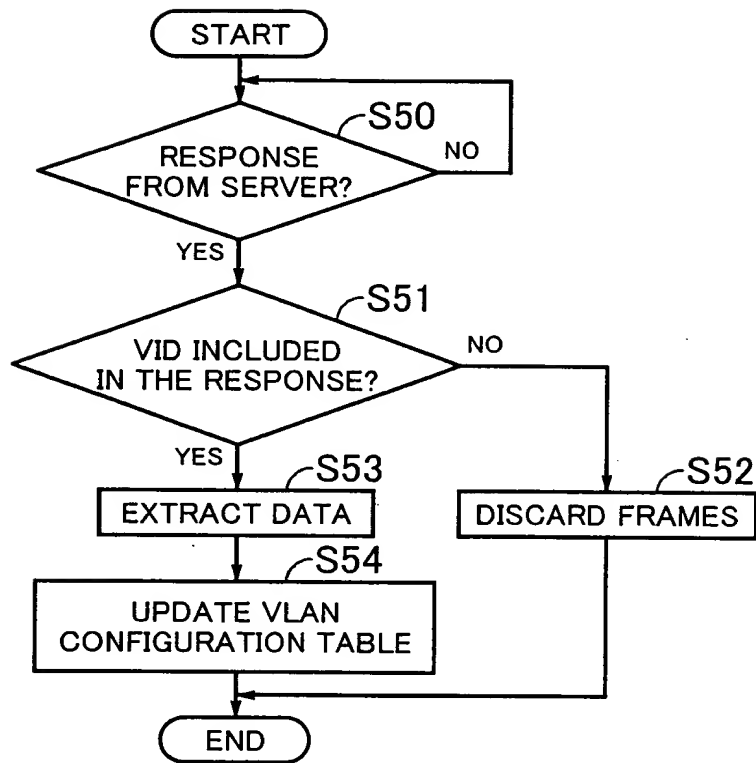 START
S50
RESPONSE
FROM SERVER?
NO
YES
S51
VID INCLUDED
IN THE RESPONSE?
NO
YES
S53
EXTRACT DATA
S52
DISCARD FRAMES
S54
UPDATE VLAN
CONFIGURATION TABLE
END